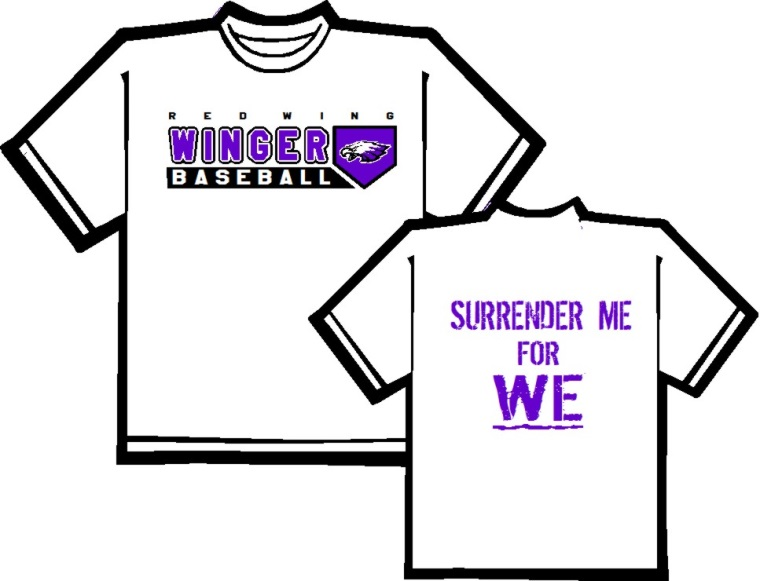 RED WING
WINGER
BASEBALL
SURRENDER ME
FOR
WE